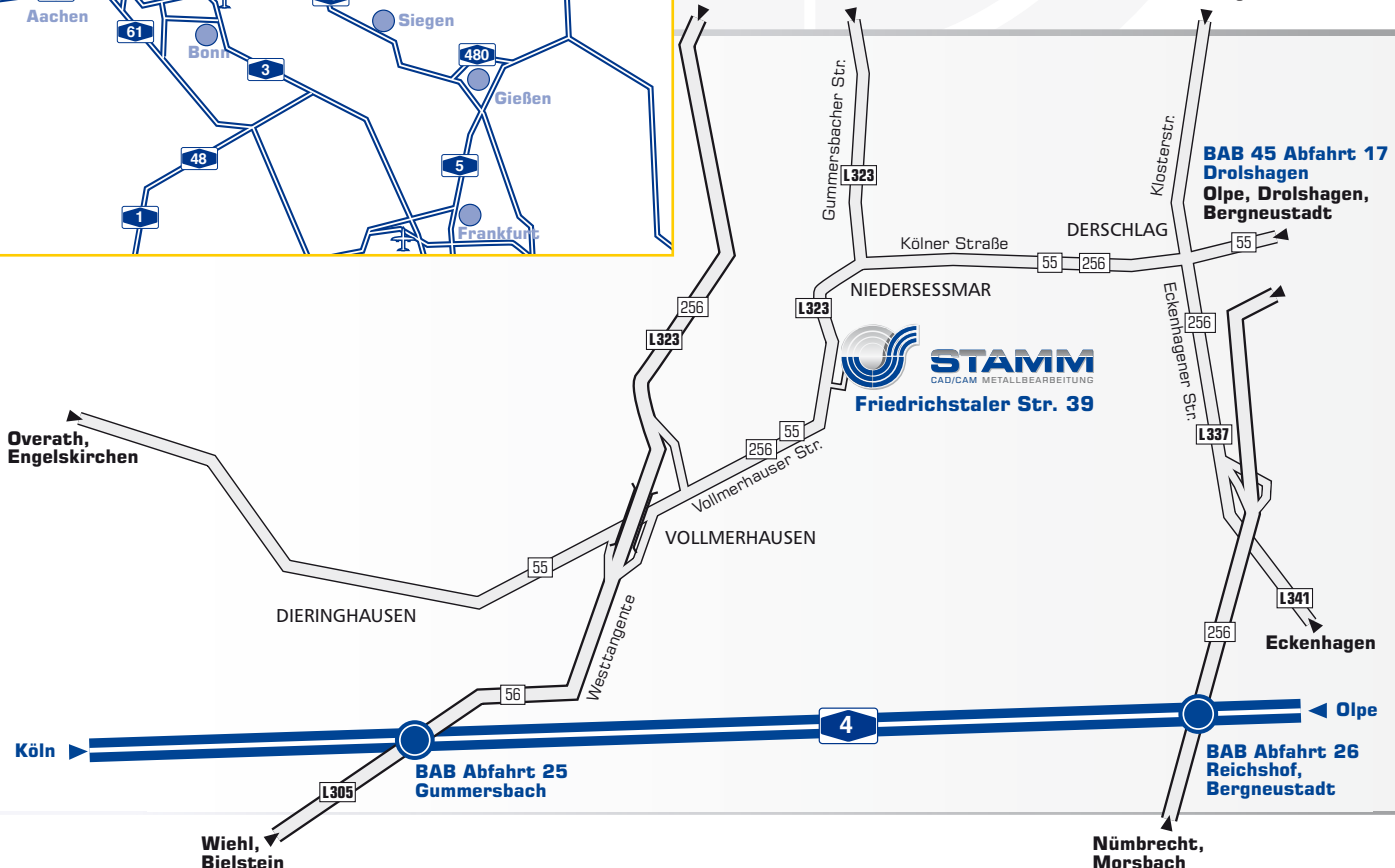 Aachen
61
Bonn
3
Siegen
480
Gießen
48
5
1
Frankfurt
Gummersbacher Str.
L323
Klosterstr.
BAB 45 Abfahrt 17
Drolshagen
Olpe, Drolshagen,
Bergneustadt
DERSCHLAG
Kölner Straße
55
256
55
NIEDERSESSMAR
256
L323
L323
Eckenhagener Str.
256
STAMM
CAD/CAM METALLBEARBEITUNG
Friedrichstaler Str. 39
Overath,
Engelskirchen
55
256
Vollmerhauser Str.
L337
VOLLMERHAUSEN
55
DIERINGHAUSEN
Westtangente
L341
256
Eckenhagen
56
4
Olpe
Köln
BAB Abfahrt 25
Gummersbach
BAB Abfahrt 26
Reichshof,
Bergneustadt
L305
Wiehl,
Bielstein
Nümbrecht,
Morsbach